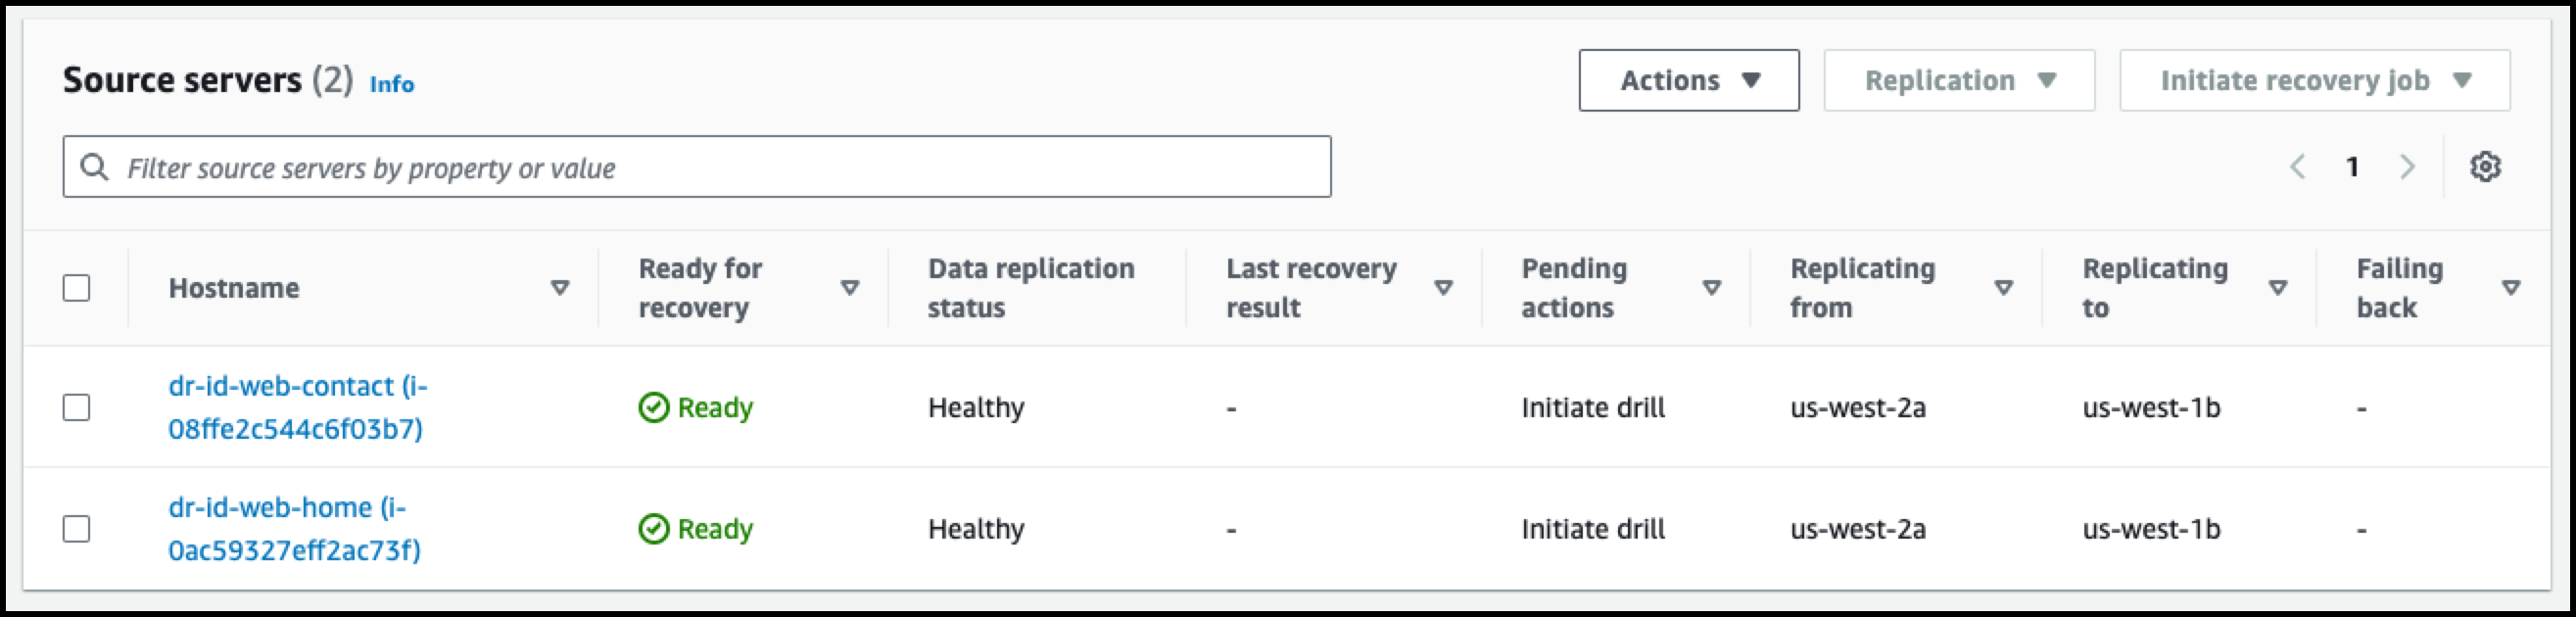 Source servers (2) Info
Actions
Replication
Initiate recovery job
Filter source servers by property or value
1
Hostname
Ready for
recovery
Data replication
status
Last recovery
result
Pending
actions
Replicating
from
Replicating
to
Failing
back
dr-id-web-contact (i-
08ffe2c544c6f03b7)
Ready
Healthy
-
Initiate drill
us-west-2a
us-west-1b
-
dr-id-web-home (i-
0ac59327eff2ac73f)
Ready
Healthy
-
Initiate drill
us-west-2a
us-west-1b
-